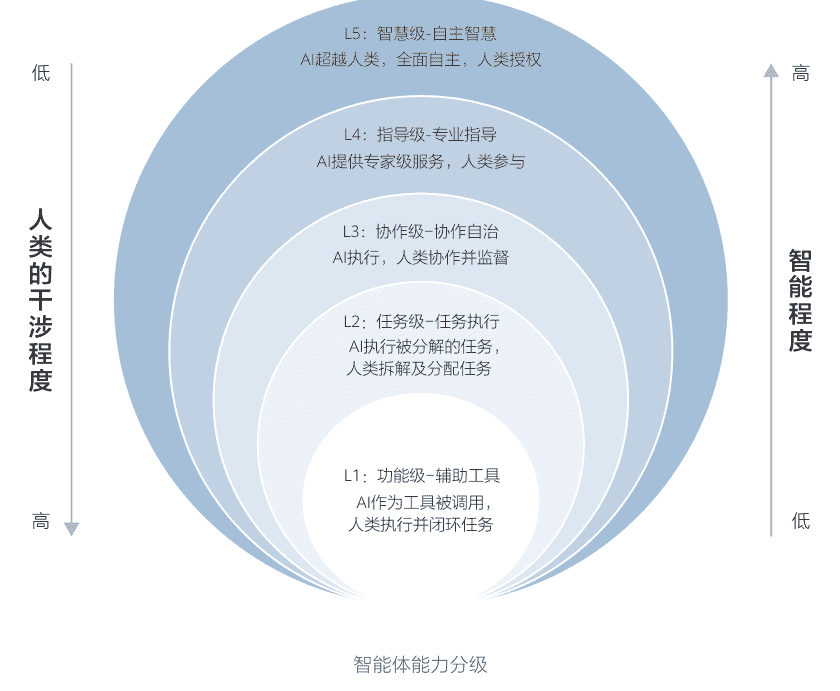 L5：智慧级-自主智慧
AI超越人类，全面自主，人类授权
低
高
L4：指导级-专业指导
AI提供专家级服务，人类参与
人类的干涉程度
智能程度
L3：协作级-协作自治
AI执行，人类协作并监督
L2：任务级-任务执行
AI执行被分解的任务，
人类拆解及分配任务
L1：功能级-辅助工具
AI作为工具被调用，
人类执行并闭环任务
高
低
智能体能力分级